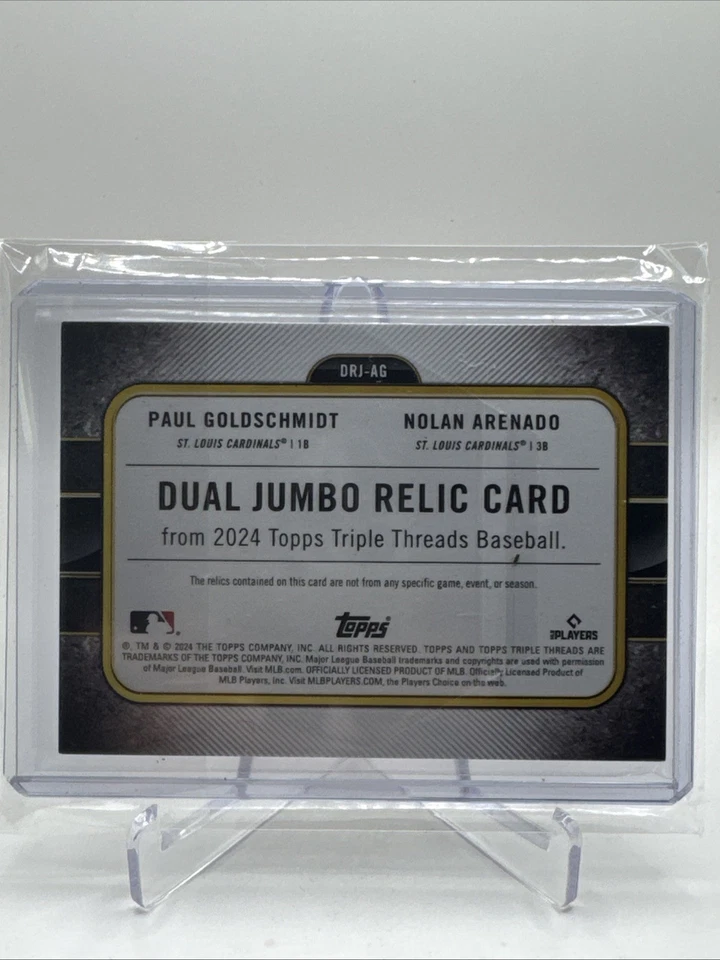 DRJ-AG
PAUL GOLDSCHMIDT NOLAN ARENADO
ST. LOUIS CARDINALS® | 1B ST. LOUIS CARDINALS® | 3B
DUAL JUMBO RELIC CARD
from 2024 Topps Triple Threads Baseball.
The relics contained on this card are not from any specific game, event, or season.
topps
MLB PLAYERS
®, TM & © 2024 THE TOPPS COMPANY, INC. ALL RIGHTS RESERVED. TOPPS AND TOPPS TRIPLE THREADS ARE
TRADEMARKS OF THE TOPPS COMPANY, INC. Major League Baseball trademarks and copyrights are used with permission
of Major League Baseball. Visit MLB.com. OFFICIALLY LICENSED PRODUCT OF MLB. Officially Licensed Product of
MLB Players, Inc. Visit MLBPLAYERS.COM, the Players Choice on the web.